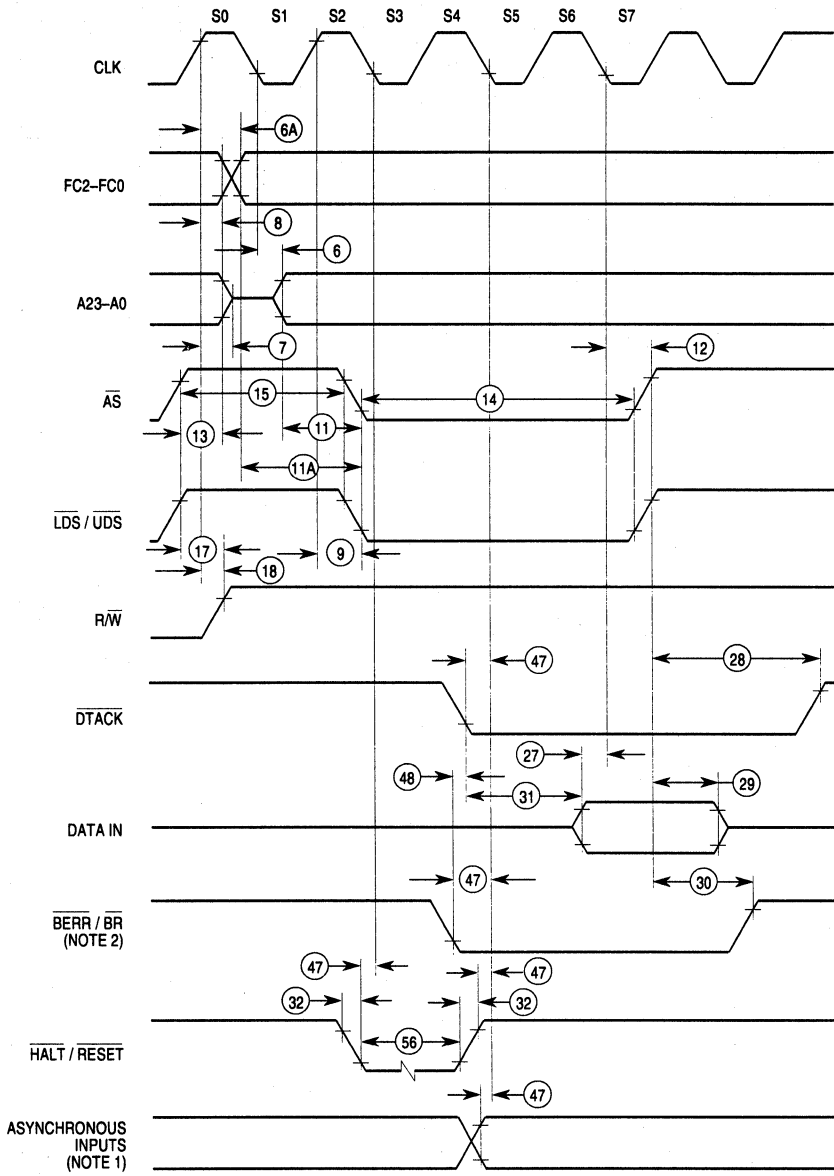 S0 S1 S2 S3 S4 S5 S6 S7
CLK
6A
FC2–FC0
8
6
A23–A0
7
12
AS
15
14
13
11
11A
LDS / UDS
17
9
18
R/W
28
47
DTACK
27
48
31
29
DATA IN
47
30
BERR / BR
(NOTE 2)
47
47
32
32
HALT / RESET
56
47
ASYNCHRONOUS
INPUTS
(NOTE 1)